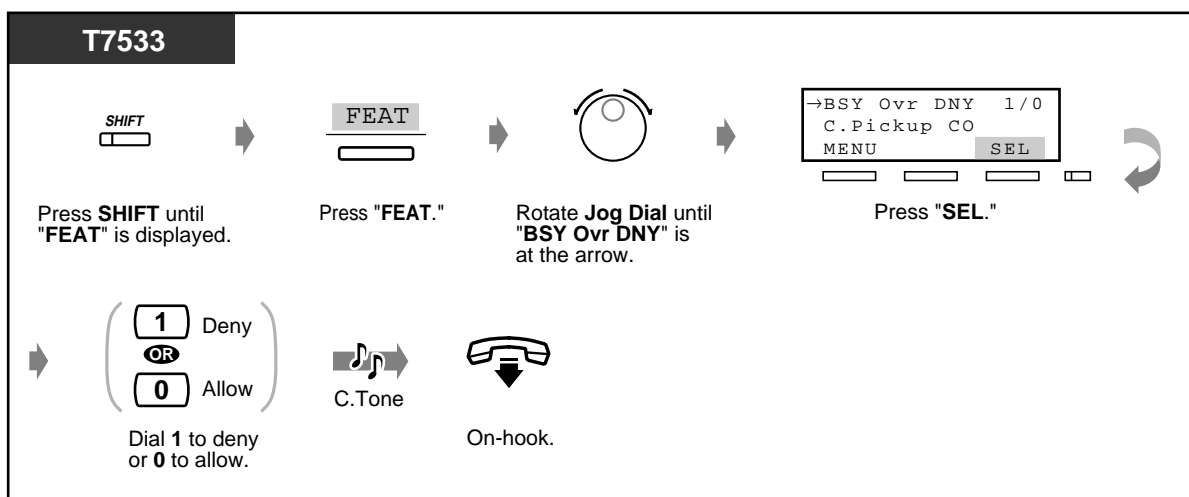 T7533
SHIFT
FEAT
→BSY Ovr DNY 1/0
C.Pickup CO
MENU SEL
Press SHIFT until
"FEAT" is displayed.
Press "FEAT."
Rotate Jog Dial until
"BSY Ovr DNY" is
at the arrow.
Press "SEL."
1 Deny
OR
0 Allow
Dial 1 to deny
or 0 to allow.
C.Tone
On-hook.